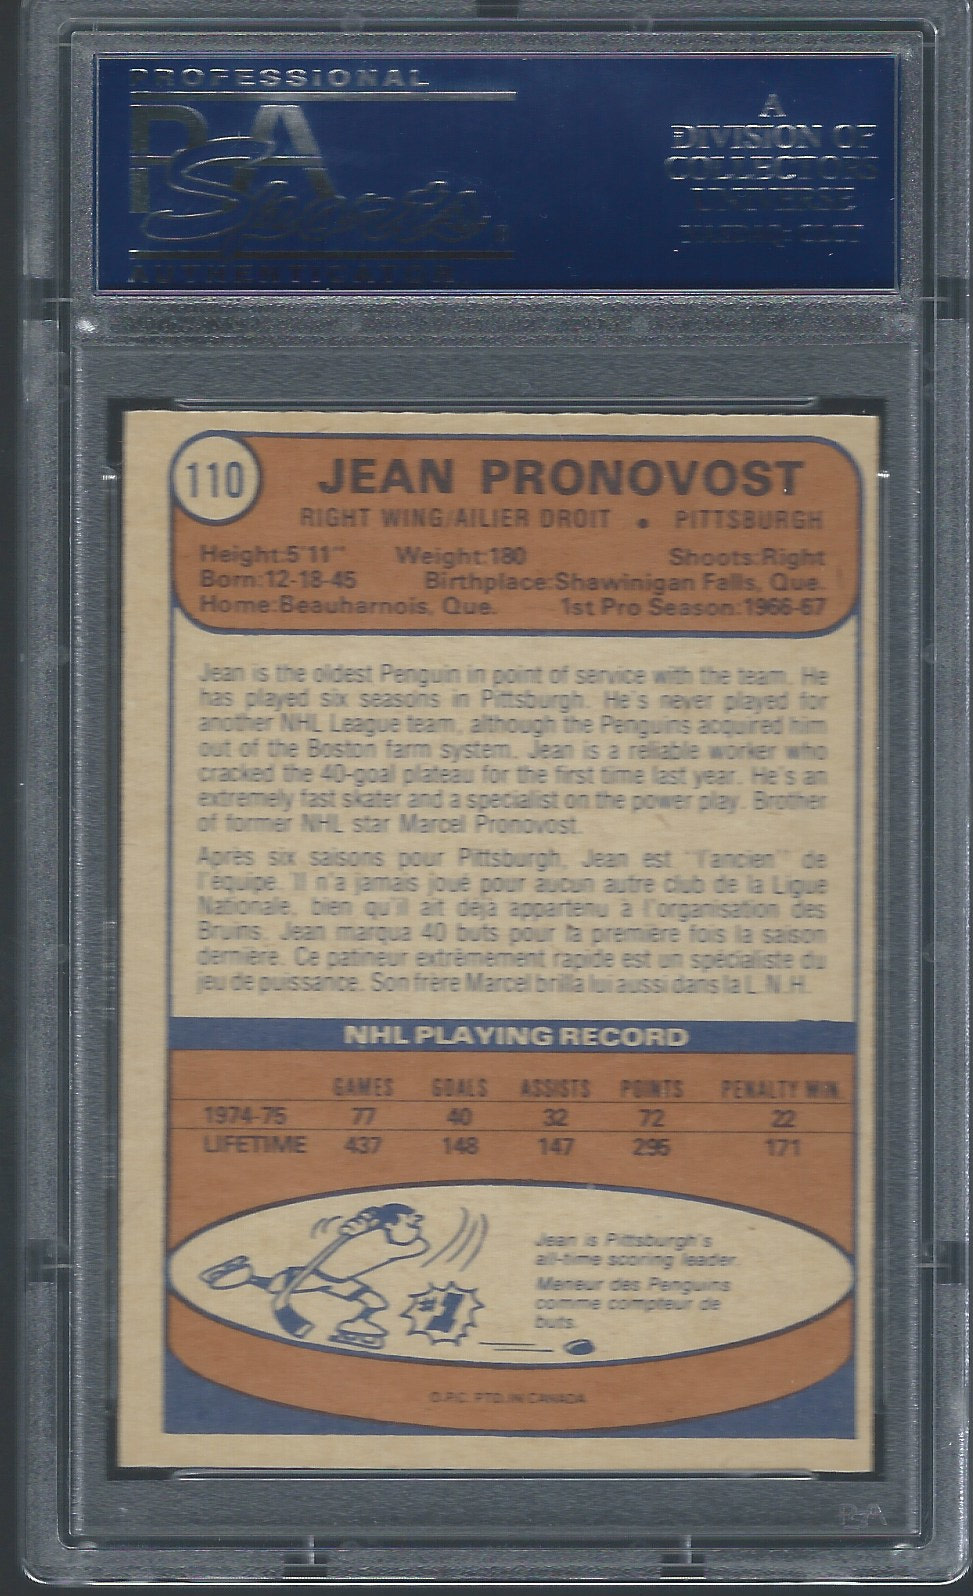 PROFESSIONAL
PSA
Sports
AUTHENTICATER
A
DIVISION OF
COLLECTORS
UNIVERSE
110
JEAN PRONOVOST
RIGHT WING/AILIER DROIT • PITTSBURGH
Height:5'11" Weight:180 Shoots:Right
Born:12-18-45 Birthplace:Shawinigan Falls, Que.
Home:Beauharnois, Que. 1st Pro Season:1966-67
Jean is the oldest Penguin in point of service with the team. He
has played six seasons in Pittsburgh. He's never played for
another NHL League team, although the Penguins acquired him
out of the Boston farm system. Jean is a reliable worker who
cracked the 40-goal plateau for the first time last year. He's an
extremely fast skater and a specialist on the power play. Brother
of former NHL star Marcel Pronovost.
Après six saisons pour Pittsburgh, Jean est "l'ancien" de
l'équipe. Il n'a jamais joué pour aucun autre club de la Ligue
Nationale, bien qu'il ait déjà appartenu à l'organisation des
Bruins. Jean marqua 40 buts pour la première fois la saison
dernière. Ce patineur extrêmement rapide est un spécialiste du
jeu de puissance. Son frère Marcel brilla lui aussi dans la L.N.H.
NHL PLAYING RECORD
GAMES GOALS ASSISTS POINTS PENALTY MIN.
1974-75 77 40 32 72 22
LIFETIME 437 148 147 295 171
#1
Jean is Pittsburgh's
all-time scoring leader.
Meneur des Penguins
comme compteur de
buts.
O.P.C. PTD. IN CANADA
PSA